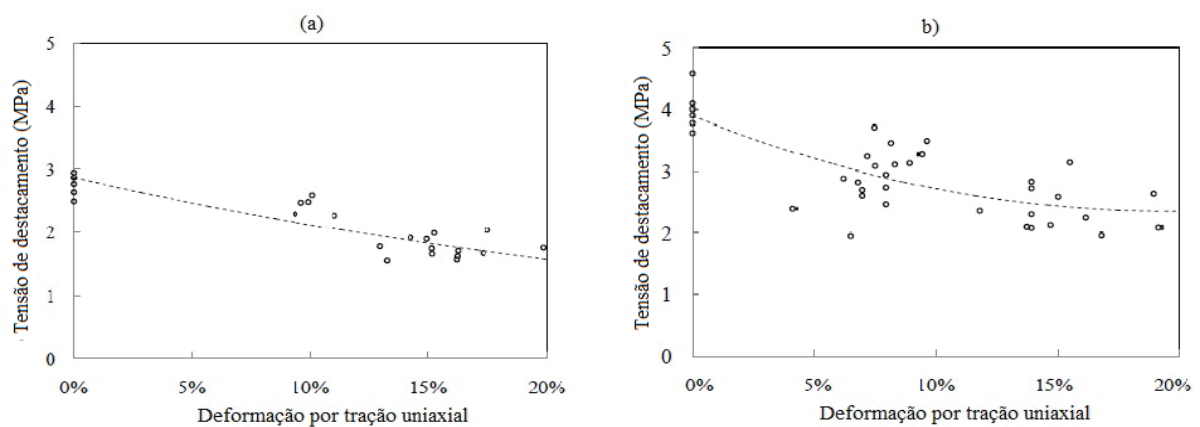 (a)
5
4
3
2
1
0
Tensão de destacamento (MPa)
0% 5% 10% 15% 20%
Deformação por tração uniaxial
b)
5
4
3
2
1
0
Tensão de destacamento (MPa)
0% 5% 10% 15% 20%
Deformação por tração uniaxial